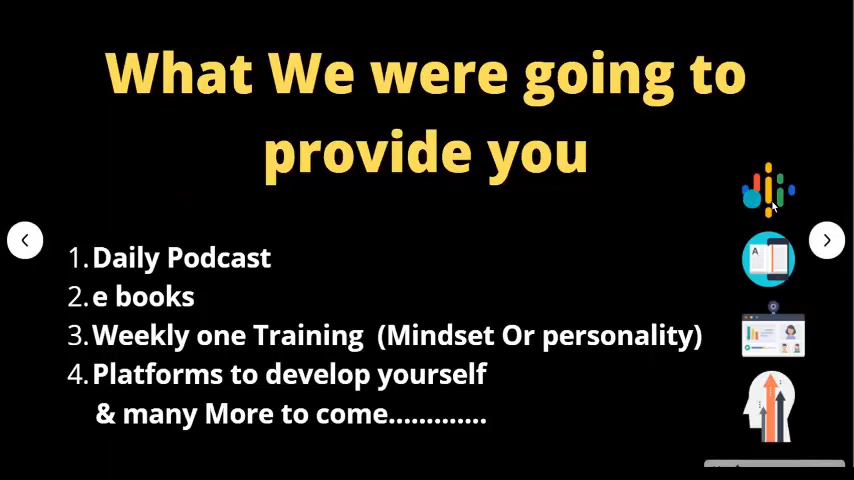 What We were going to
provide you
1. Daily Podcast
2. e books
3. Weekly one Training (Mindset Or personality)
4. Platforms to develop yourself
& many More to come.............
A